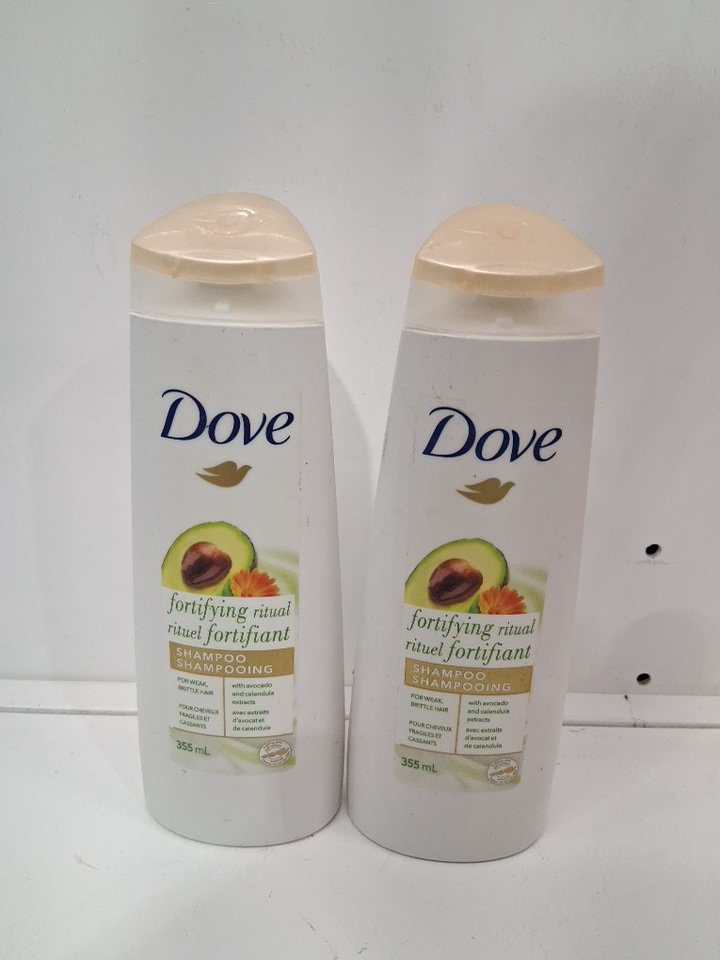 Dove
fortifying ritual
rituel fortifiant
SHAMPOO
SHAMPOOING
FOR WEAK,
BRITTLE HAIR
POUR CHEVEUX
FRAGILES ET
CASSANTS
with avocado
and calendula
extracts
avec extraits
d'avocat et
de calendule
355 mL
Dove
fortifying ritual
rituel fortifiant
SHAMPOO
SHAMPOOING
FOR WEAK,
BRITTLE HAIR
POUR CHEVEUX
FRAGILES ET
CASSANTS
with avocado
and calendula
extracts
avec extraits
d'avocat et
de calendule
355 mL